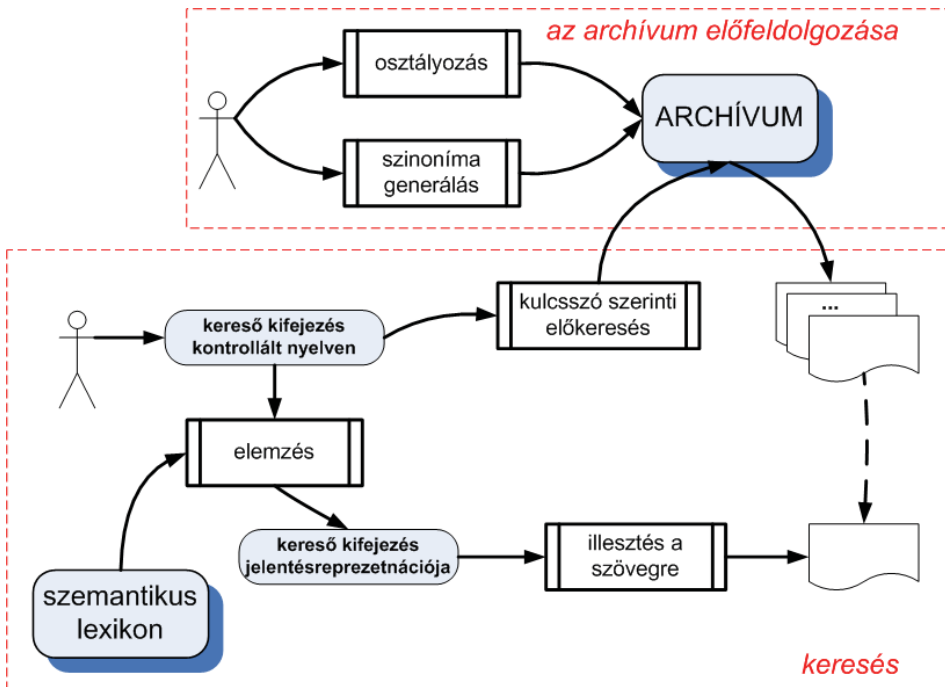 az archívum előfeldolgozása
osztályozás
ARCHÍVUM
szinoníma
generálás
kulcsszó szerinti
előkeresés
...
kereső kifejezés
kontrollált nyelven
elemzés
kereső kifejezés
jelentésreprezetnációja
illesztés a
szövegre
szemantikus
lexikon
keresés